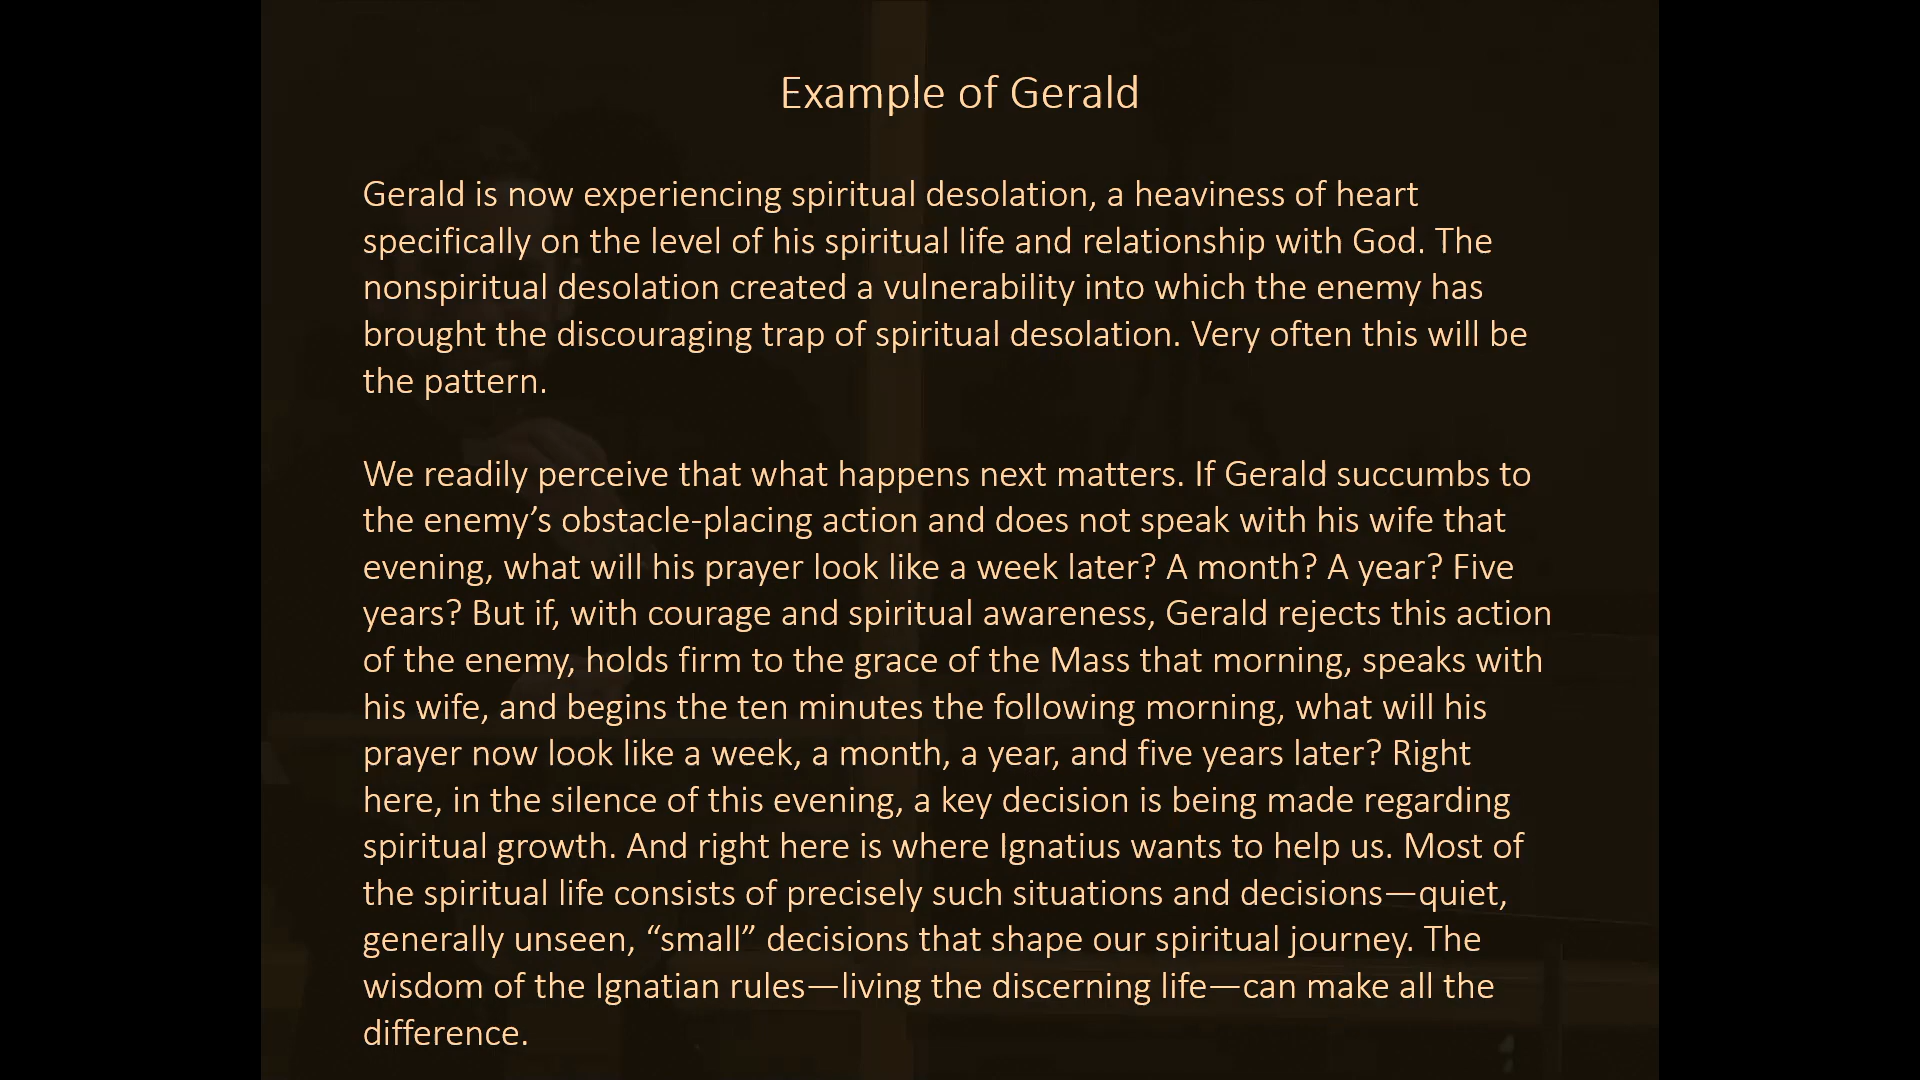 Example of Gerald
Gerald is now experiencing spiritual desolation, a heaviness of heart
specifically on the level of his spiritual life and relationship with God. The
nonspiritual desolation created a vulnerability into which the enemy has
brought the discouraging trap of spiritual desolation. Very often this will be
the pattern.
We readily perceive that what happens next matters. If Gerald succumbs to
the enemy’s obstacle-placing action and does not speak with his wife that
evening, what will his prayer look like a week later? A month? A year? Five
years? But if, with courage and spiritual awareness, Gerald rejects this action
of the enemy, holds firm to the grace of the Mass that morning, speaks with
his wife, and begins the ten minutes the following morning, what will his
prayer now look like a week, a month, a year, and five years later? Right
here, in the silence of this evening, a key decision is being made regarding
spiritual growth. And right here is where Ignatius wants to help us. Most of
the spiritual life consists of precisely such situations and decisions—quiet,
generally unseen, “small” decisions that shape our spiritual journey. The
wisdom of the Ignatian rules—living the discerning life—can make all the
difference.